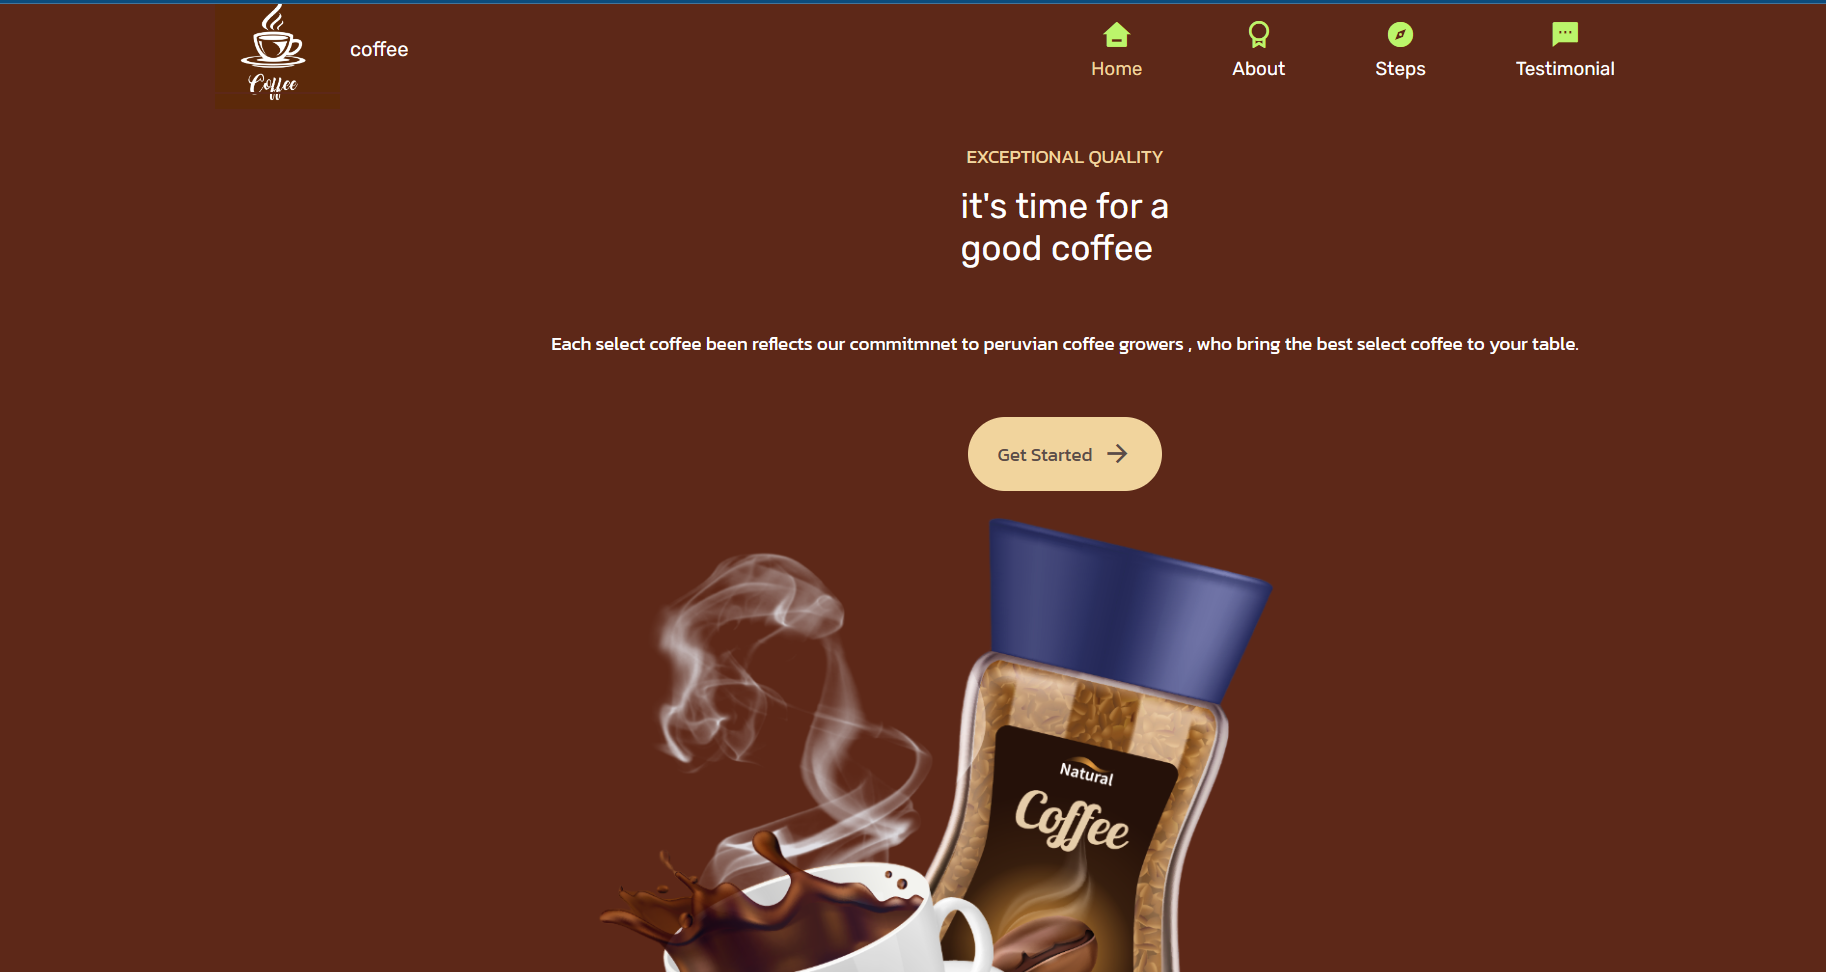 Coffee
coffee
Home
About
Steps
Testimonial
EXCEPTIONAL QUALITY
it's time for a
good coffee
Each select coffee been reflects our commitmnet to peruvian coffee growers , who bring the best select coffee to your table.
Get Started
Natural
Coffee